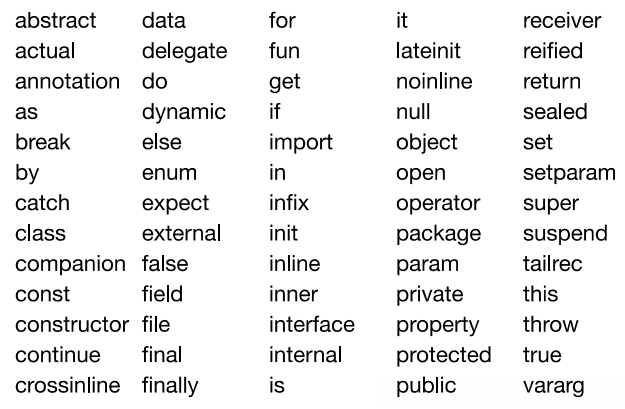 abstract data for it receiver
actual delegate fun lateinit reified
annotation do get noinline return
as dynamic if null sealed
break else import object set
by enum in open setparam
catch expect infix operator super
class external init package suspend
companion false inline param tailrec
const field inner private this
constructor file interface property throw
continue final internal protected true
crossinline finally is public vararg